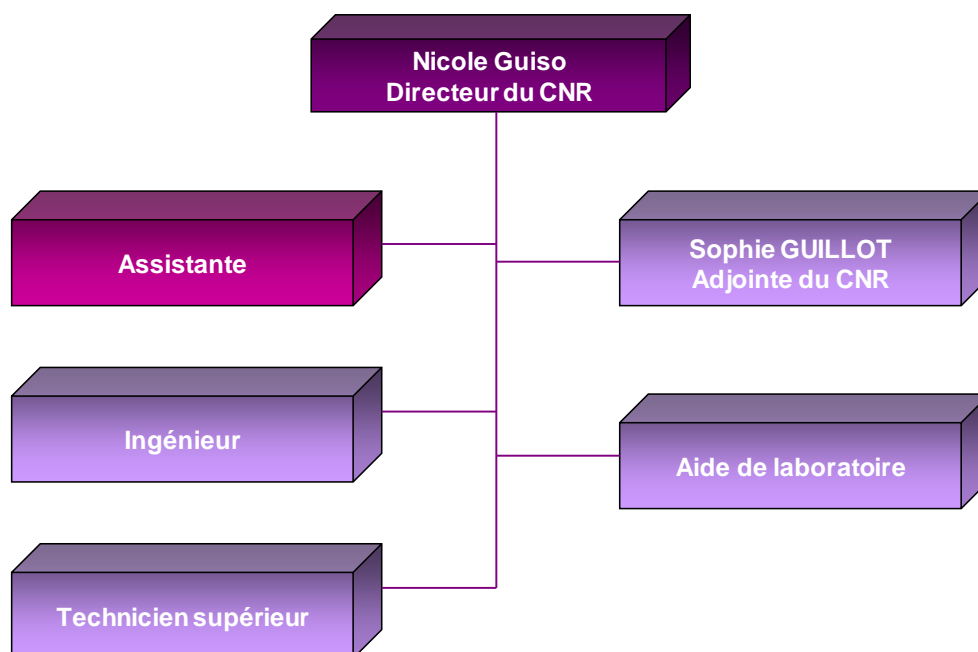 Nicole Guiso
Directeur du CNR
Assistante
Sophie GUILLOT
Adjointe du CNR
Ingénieur
Aide de laboratoire
Technicien supérieur